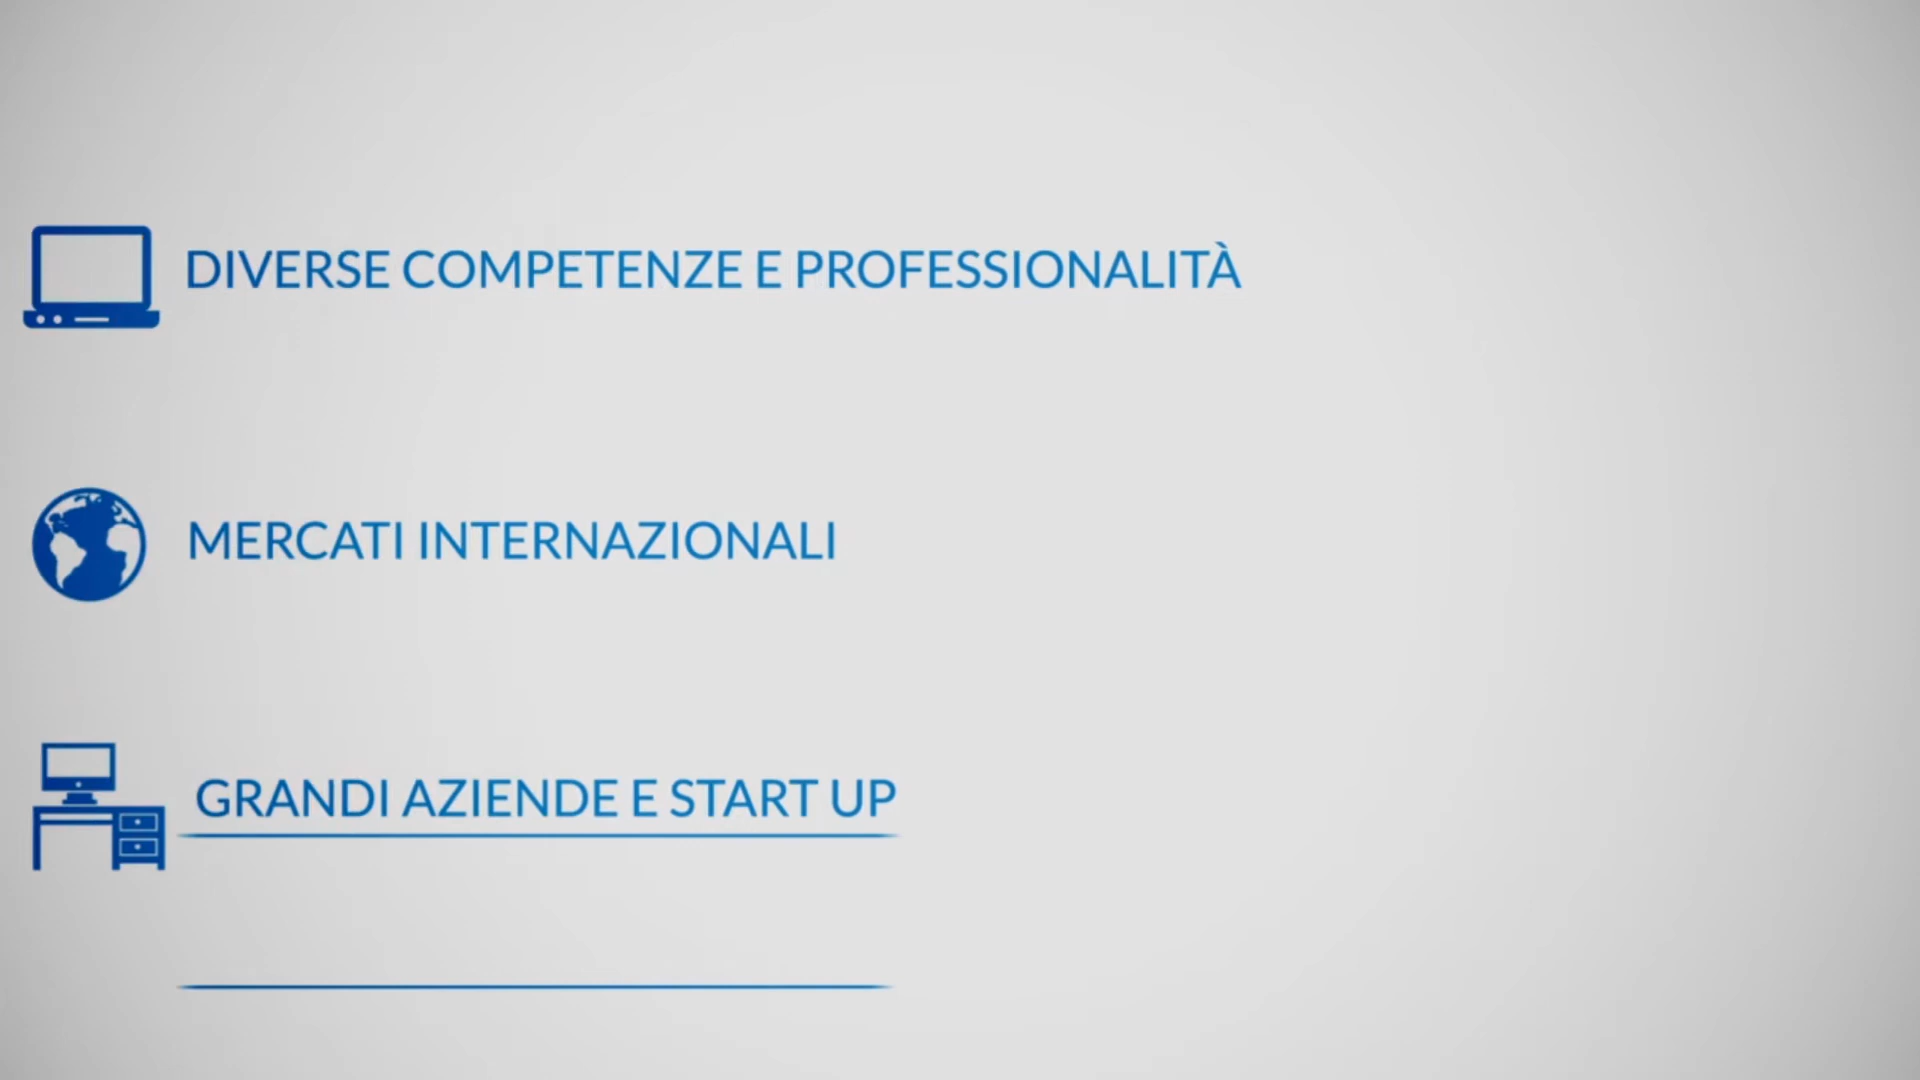 DIVERSE COMPETENZE E PROFESSIONALITÀ
MERCATI INTERNAZIONALI
GRANDI AZIENDE E START UP